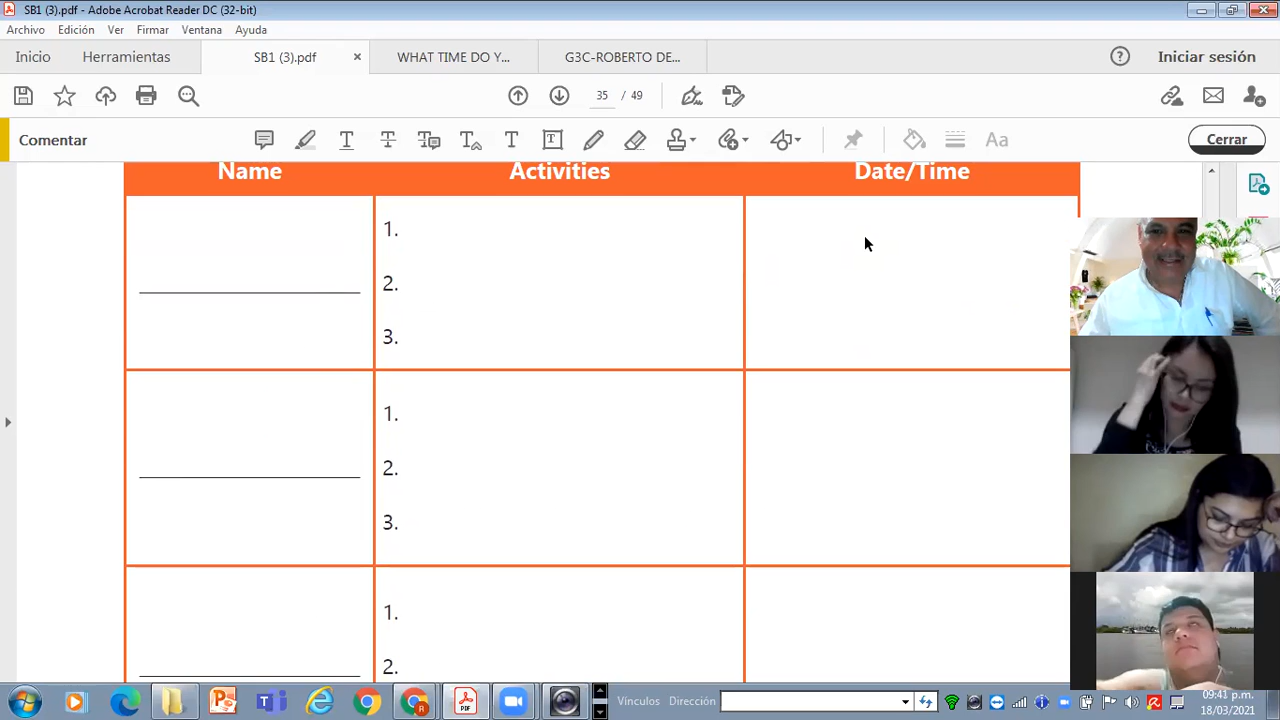 SB1 (3).pdf - Adobe Acrobat Reader DC (32-bit)
Archivo Edición Ver Firmar Ventana Ayuda
Inicio Herramientas SB1 (3).pdf × WHAT TIME DO Y... G3C-ROBERTO DE... ? Iniciar sesión
35 / 49
Comentar T T T T T T Aa Cerrar
Name Activities Date/Time
1.
2.
3.
1.
2.
3.
1.
2.
Vínculos Dirección 09:41 p.m.
18/03/2021